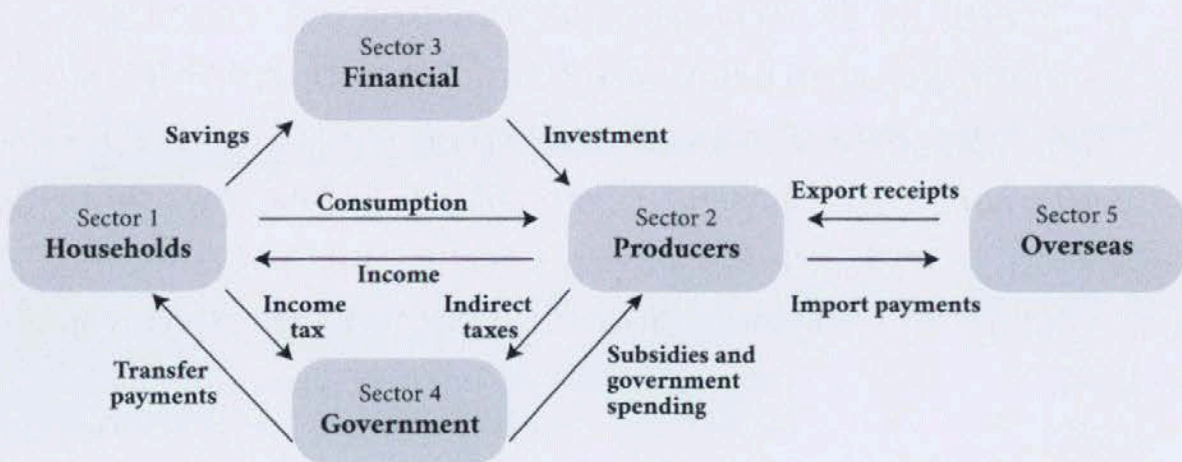 Sector 3
Financial
Savings
Investment
Sector 1
Households
Consumption
Income
Sector 2
Producers
Export receipts
Import payments
Sector 5
Overseas
Income
tax
Indirect
taxes
Transfer
payments
Sector 4
Government
Subsidies and
government
spending